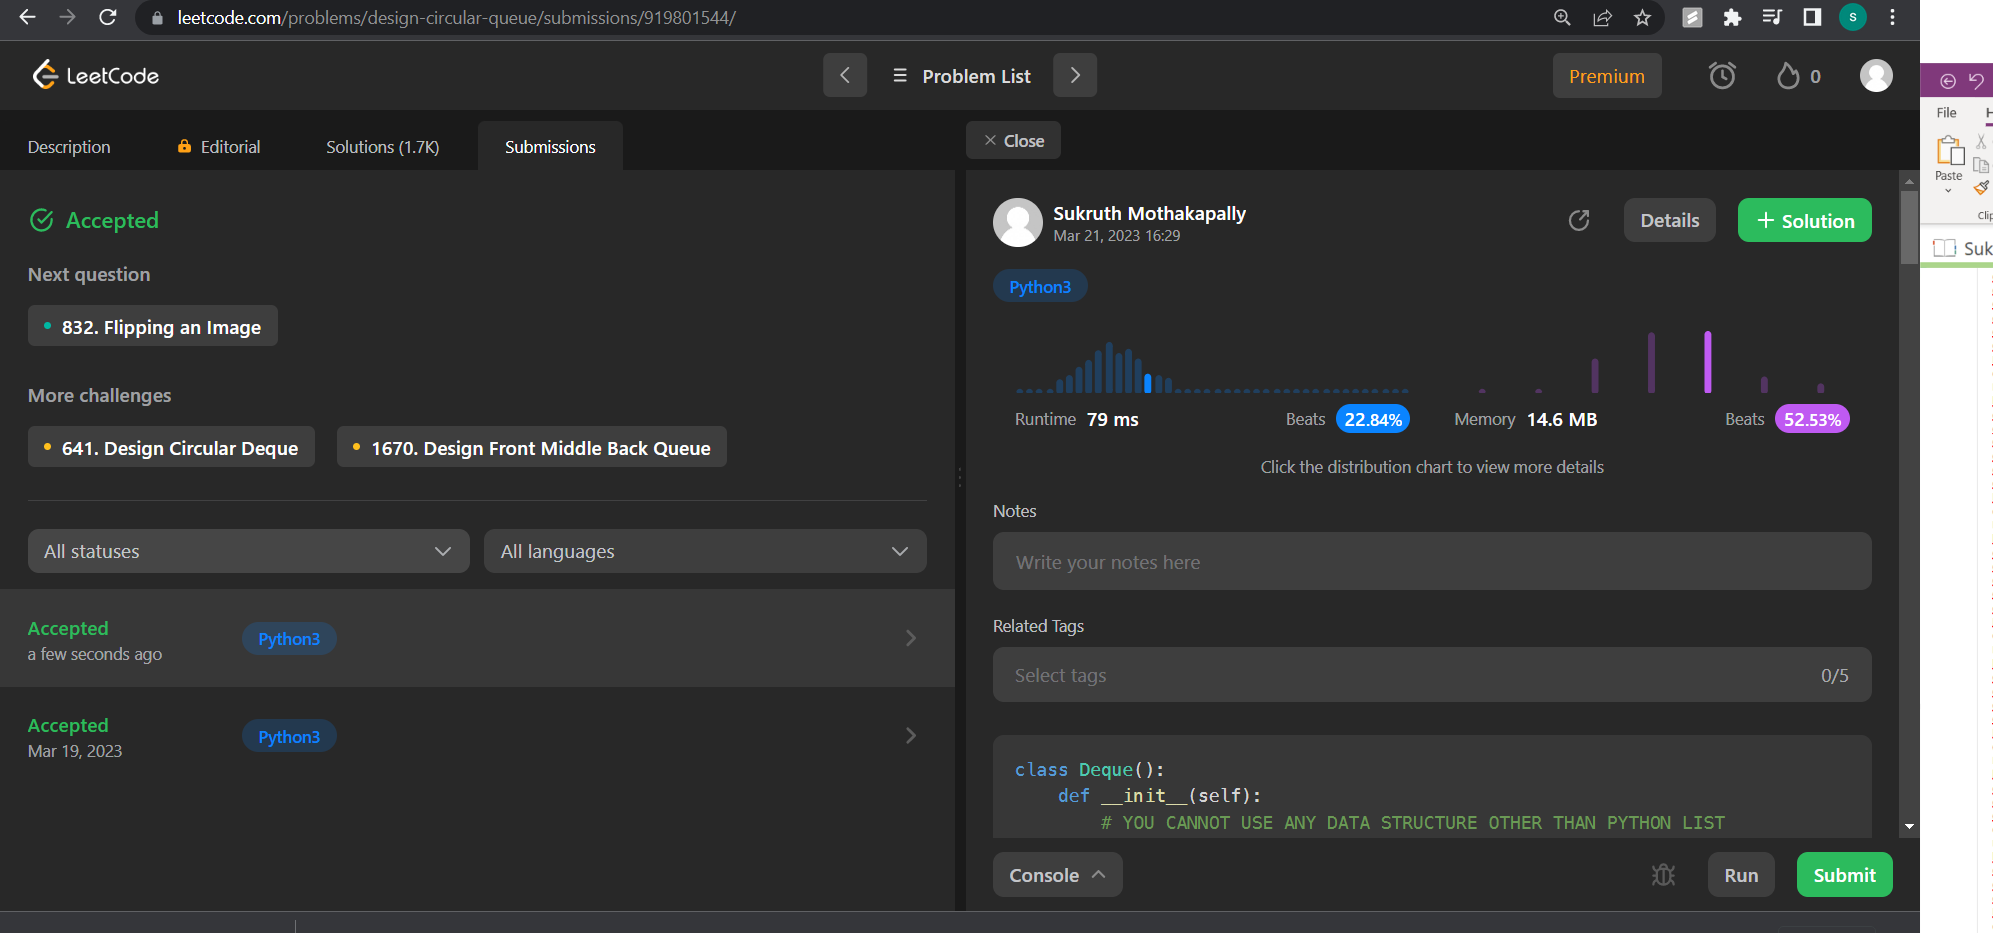 leetcode.com/problems/design-circular-queue/submissions/919801544/
S
LeetCode
Problem List
Premium
0
Description
Editorial
Solutions (1.7K)
Submissions
Close
Accepted
Next question
832. Flipping an Image
More challenges
641. Design Circular Deque
1670. Design Front Middle Back Queue
All statuses
All languages
Accepted
a few seconds ago
Python3
Accepted
Mar 19, 2023
Python3
Sukruth Mothakapally
Mar 21, 2023 16:29
Details
+ Solution
Python3
Runtime 79 ms
Beats 22.84%
Memory 14.6 MB
Beats 52.53%
Click the distribution chart to view more details
Notes
Write your notes here
Related Tags
Select tags
0/5
class Deque():
def __init__(self):
# YOU CANNOT USE ANY DATA STRUCTURE OTHER THAN PYTHON LIST
Console
Run
Submit
File
Paste
Clip
Suk